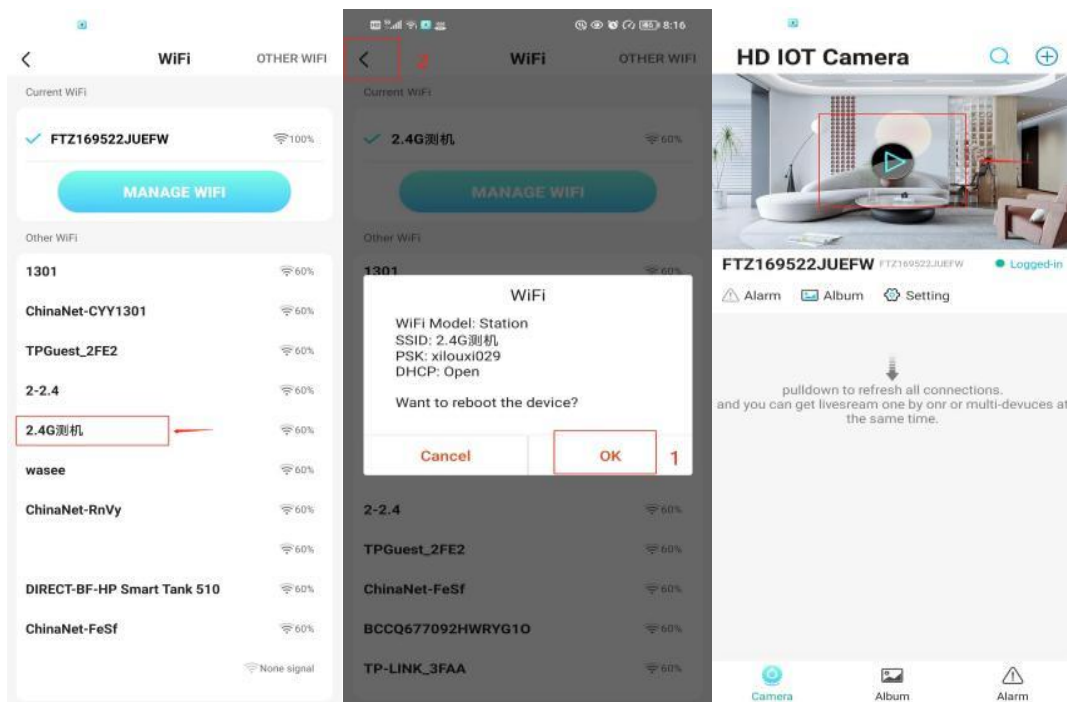 WiFi
OTHER WIFI
Current WiFi
FTZ169522JUEFW
100%
MANAGE WIFI
Other WiFi
1301
60%
ChinaNet-CYY1301
60%
TPGuest_2FE2
60%
2-2.4
60%
2.4G测机
60%
wasee
60%
ChinaNet-RnVy
60%
60%
DIRECT-BF-HP Smart Tank 510
60%
ChinaNet-FeSf
60%
None signal
8:16
2
WiFi
OTHER WIFI
Current WiFi
2.4G测机
60%
MANAGE WIFI
Other WiFi
1301
60%
WiFi
WiFi Model: Station
SSID: 2.4G测机
PSK: xilouxi029
DHCP: Open
Want to reboot the device?
Cancel
OK
1
2-2.4
60%
TPGuest_2FE2
60%
ChinaNet-FeSf
60%
BCCQ677092HWRYG1O
60%
TP-LINK_3FAA
60%
HD IOT Camera
FTZ169522JUEFW FTZ169522JUEFW Logged-in
Alarm Album Setting
pulldown to refresh all connections.
and you can get livesream one by onr or multi-devuces at
the same time.
Camera Album Alarm